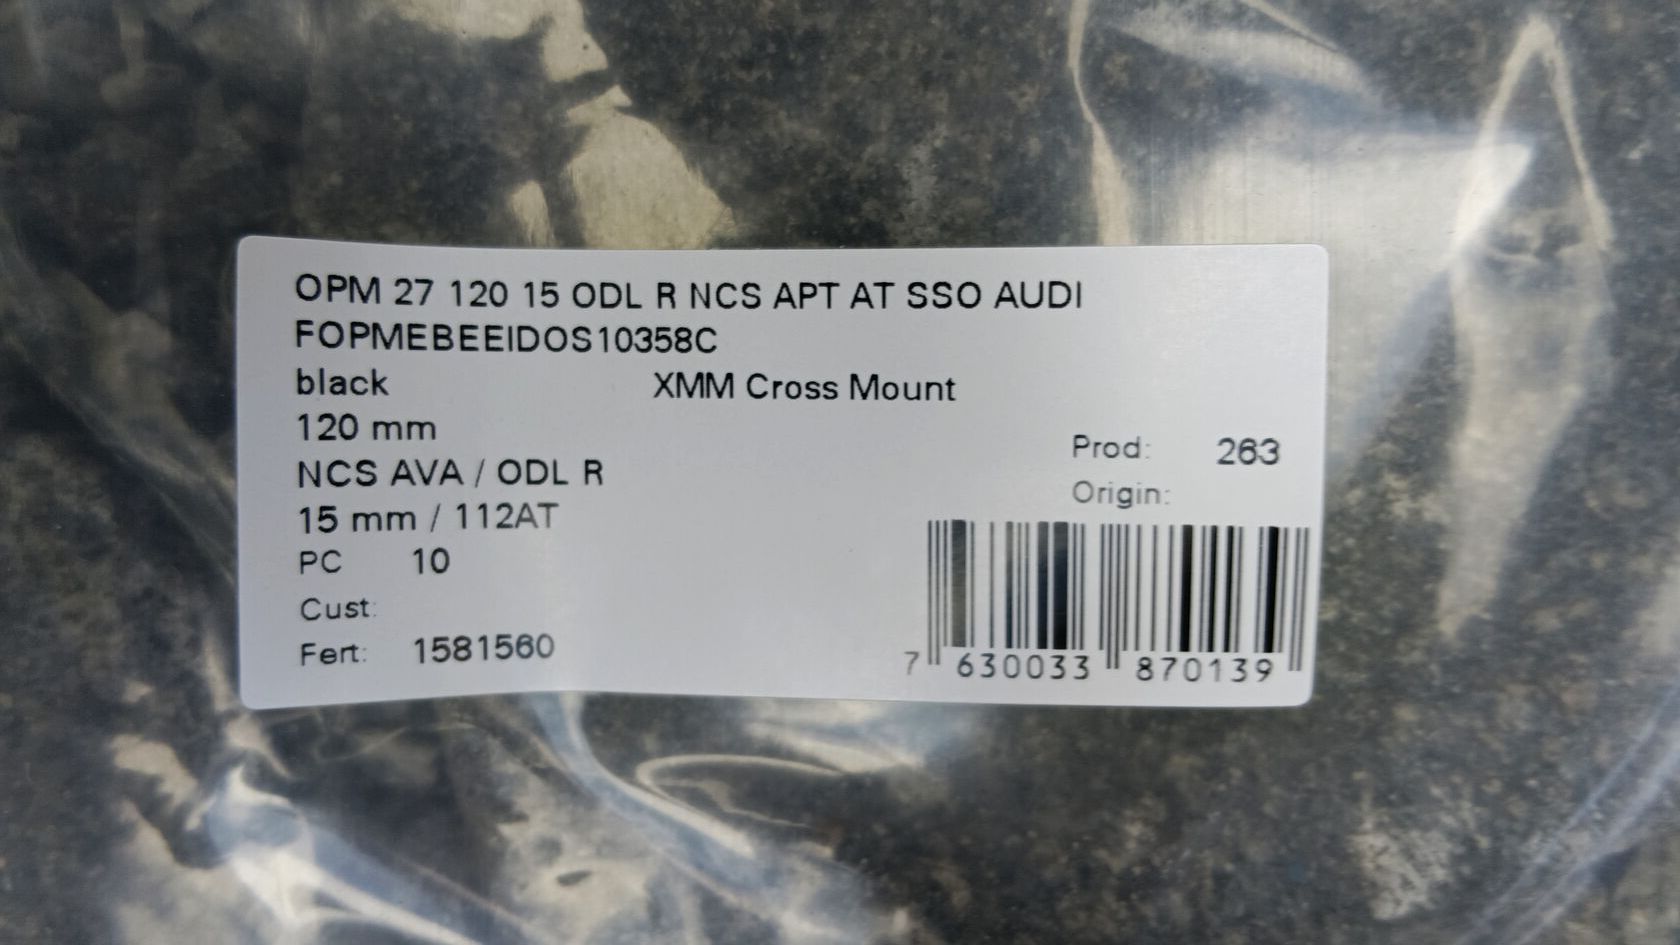 OPM 27 120 15 ODL R NCS APT AT SSO AUDI
FOPMEBEEIDOS10358C
black XMM Cross Mount
120 mm
NCS AVA / ODL R
15 mm / 112AT
PC 10
Cust:
Fert: 1581560
Prod: 263
Origin:
7 630033 870139